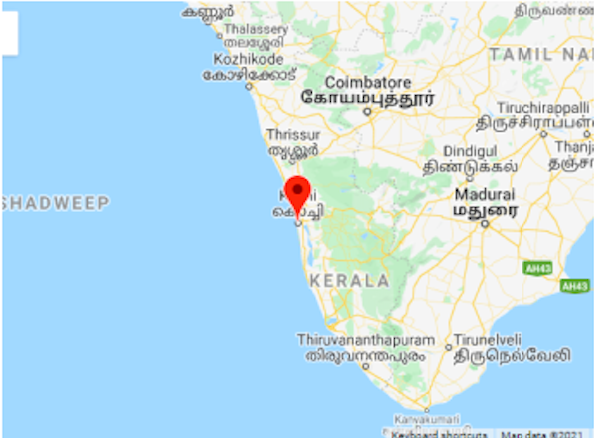 കണ്ണൂർ
திருவண்ண
Thalassery
തലശ്ശേരി
Kozhikode
കോഴിക്കോട്
TAMIL NA
Coimbatore
கோயம்புத்தூர்
Tiruchirappalli
திருச்சிராப்பள்
Thrissur
തൃശ്ശൂർ
Dindigul
திண்டுக்கல்
Thanja
தஞ்சா
Madurai
மதுரை
SHADWEEP
കൊച്ചി
KERALA
AH43
AH43
Thiruvananthapuram
തിരുവനന്തപുരം
Tirunelveli
திருநெல்வேலி
Kanyakumari
Keyboard shortcuts
Map data ©2021